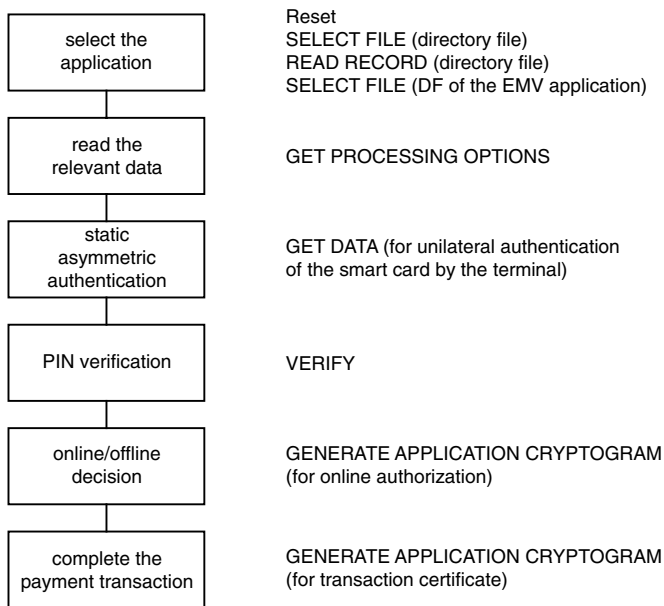 Reset
select the
application
SELECT FILE (directory file)
READ RECORD (directory file)
SELECT FILE (DF of the EMV application)
read the
relevant data
GET PROCESSING OPTIONS
static
asymmetric
authentication
GET DATA (for unilateral authentication
of the smart card by the terminal)
PIN verification
VERIFY
online/offline
decision
GENERATE APPLICATION CRYPTOGRAM
(for online authorization)
complete the
payment transaction
GENERATE APPLICATION CRYPTOGRAM
(for transaction certificate)